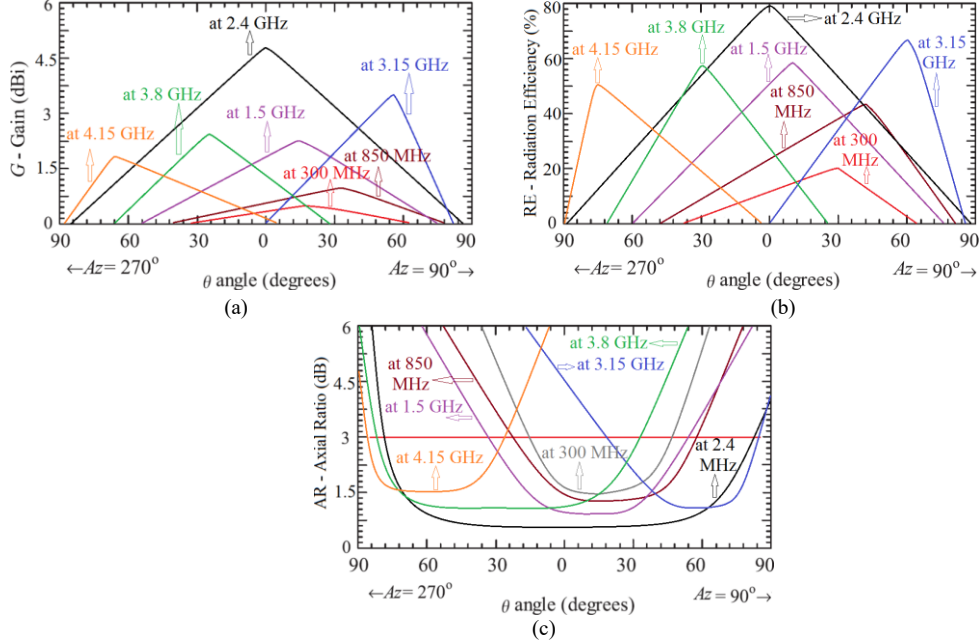 6
4.5
3
1.5
0
G - Gain (dBi)
at 2.4 GHz
at 3.15 GHz
at 3.8 GHz
at 1.5 GHz
at 4.15 GHz
at 850 MHz
at 300 MHz
90 60 30 0 30 60 90
←Az = 270° Az = 90°→
θ angle (degrees)
(a)
80
60
40
20
0
RE - Radiation Efficiency (%)
at 2.4 GHz
at 3.8 GHz
at 4.15 GHz
at 1.5 GHz
at 3.15
GHz
at 850
MHz
at 300
MHz
90 60 30 0 30 60 90
←Az = 270° Az = 90°→
θ angle (degrees)
(b)
6
4.5
3
1.5
0
AR - Axial Ratio (dB)
at 3.8 GHz
at 850
MHz
at 3.15 GHz
at 1.5 GHz
at 4.15 GHz
at 300 MHz
at 2.4
MHz
90 60 30 0 30 60 90
←Az = 270° Az = 90°→
θ angle (degrees)
(c)